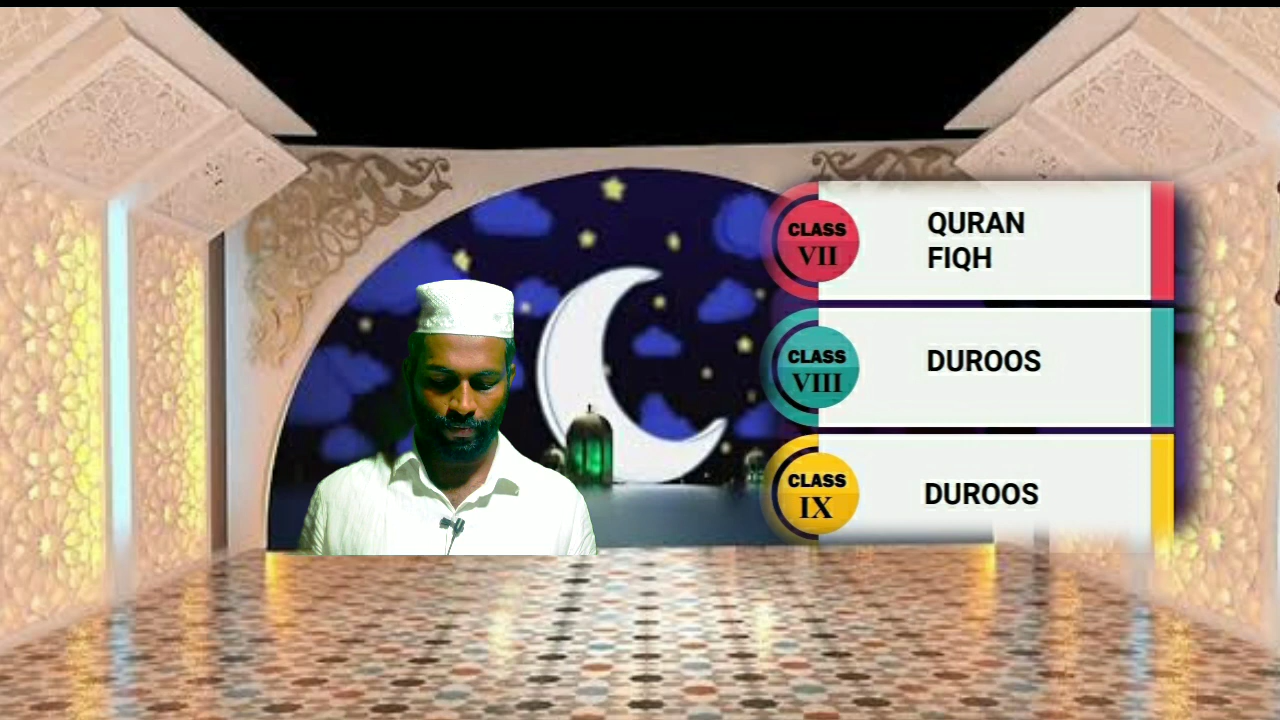 CLASS
VII
QURAN
FIQH
CLASS
VIII
DUROOS
CLASS
IX
DUROOS